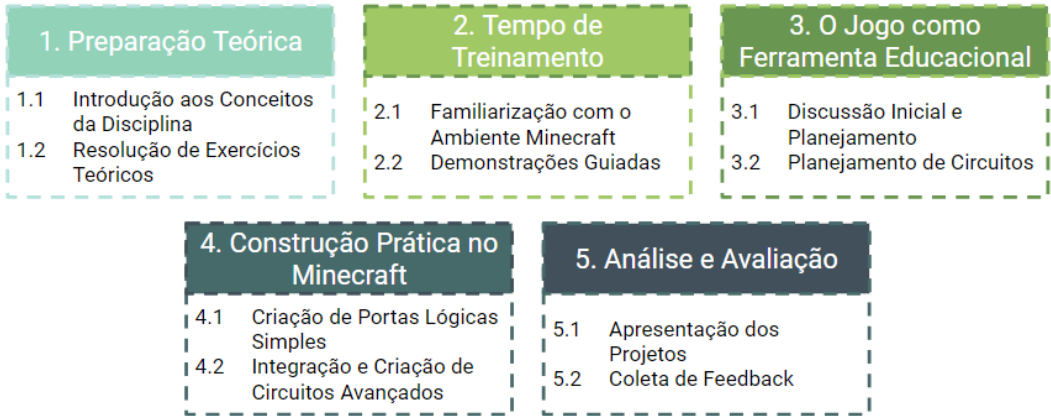 1. Preparação Teórica
1.1 Introdução aos Conceitos
da Disciplina
1.2 Resolução de Exercícios
Teóricos
2. Tempo de
Treinamento
2.1 Familiarização com o
Ambiente Minecraft
2.2 Demonstrações Guiadas
3. O Jogo como
Ferramenta Educacional
3.1 Discussão Inicial e
Planejamento
3.2 Planejamento de Circuitos
4. Construção Prática no
Minecraft
4.1 Criação de Portas Lógicas
Simples
4.2 Integração e Criação de
Circuitos Avançados
5. Análise e Avaliação
5.1 Apresentação dos
Projetos
5.2 Coleta de Feedback